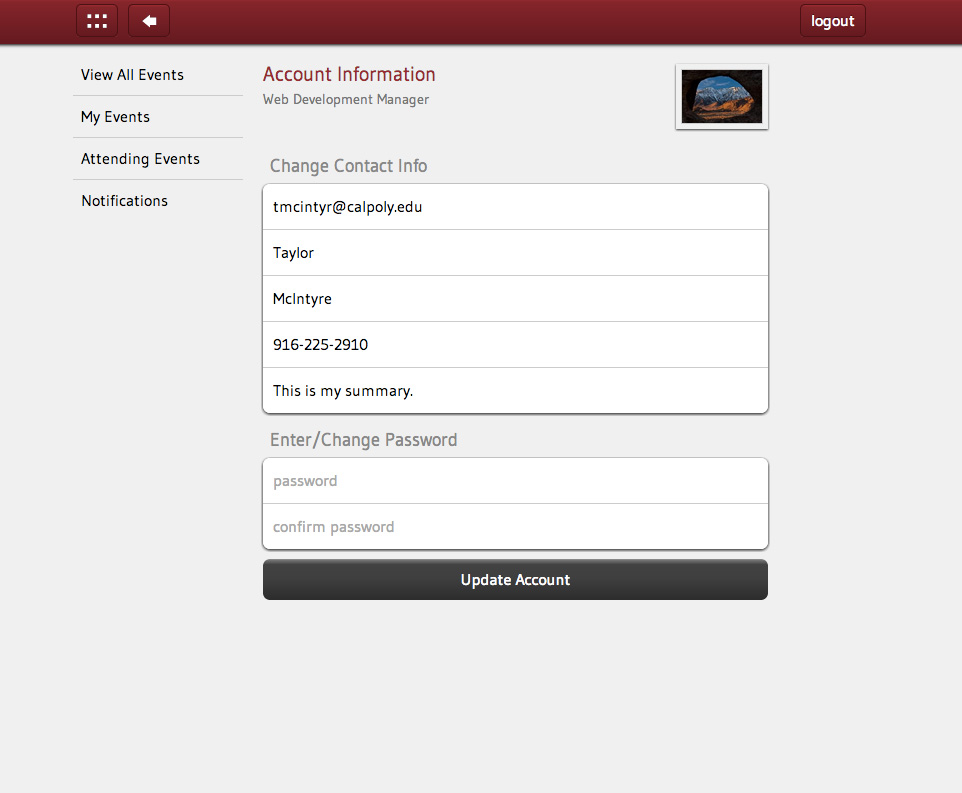 logout
View All Events
My Events
Attending Events
Notifications
Account Information
Web Development Manager
Change Contact Info
tmcintyr@calpoly.edu
Taylor
McIntyre
916-225-2910
This is my summary.
Enter/Change Password
password
confirm password
Update Account